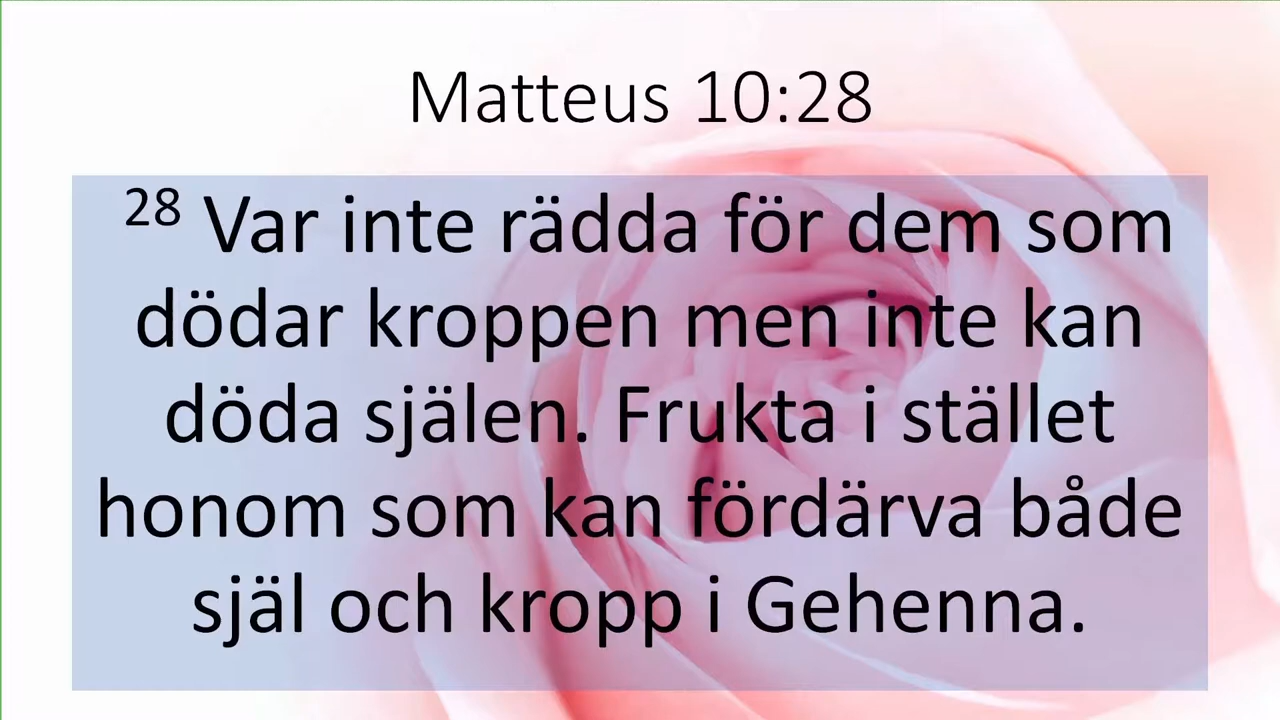 Matteus 10:28
28 Var inte rädda för dem som
dödar kroppen men inte kan
döda själen. Frukta i stället
honom som kan fördärva både
själ och kropp i Gehenna.